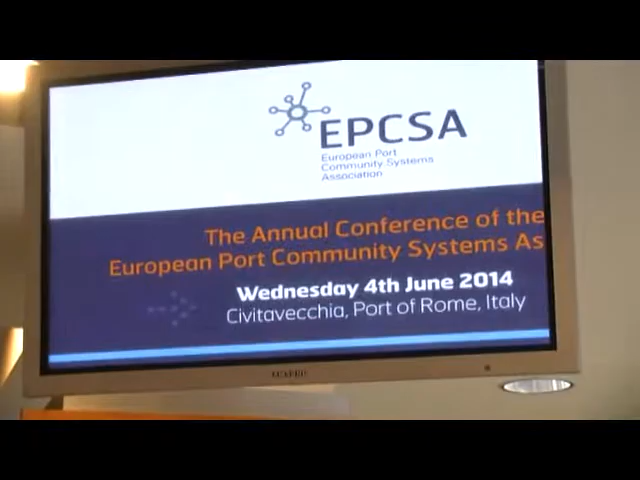 EPCSA
European Port
Community Systems
Association
The Annual Conference of the
European Port Community Systems As
Wednesday 4th June 2014
Civitavecchia, Port of Rome, Italy